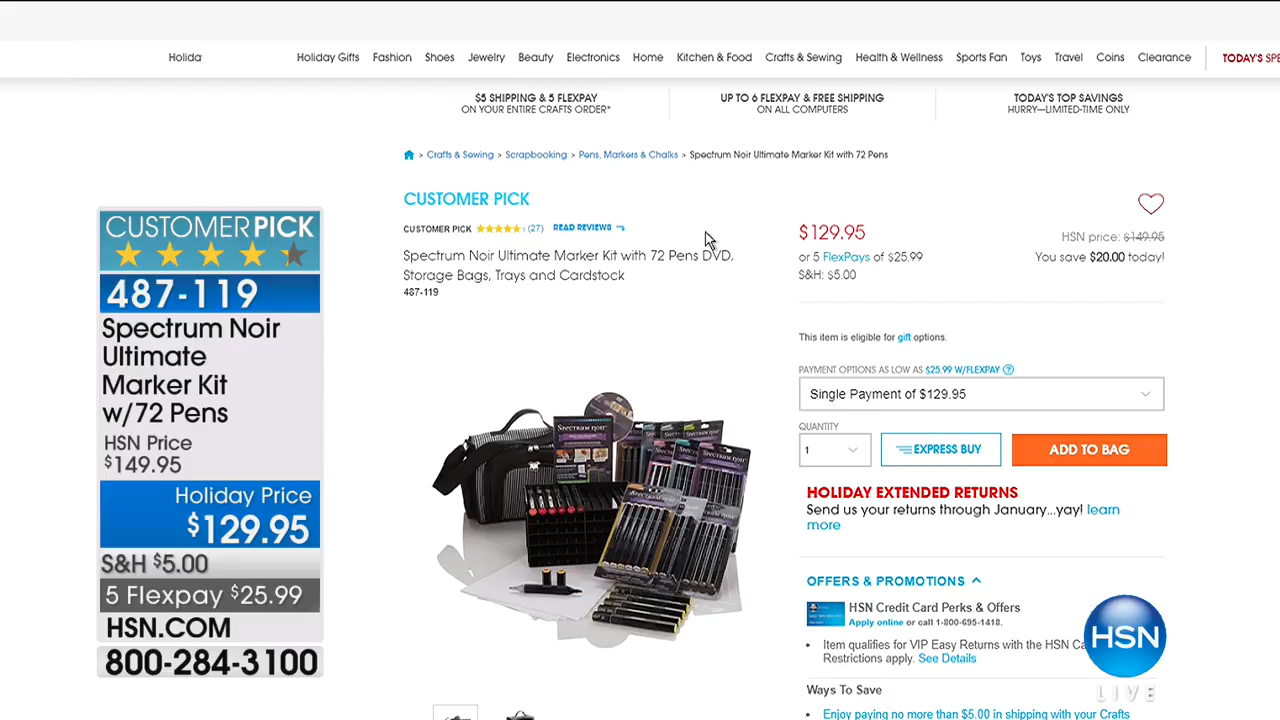 Holida
Holiday Gifts Fashion Shoes Jewelry Beauty Electronics Home Kitchen & Food Crafts & Sewing Health & Wellness Sports Fan Toys Travel Coins Clearance TODAY'S SPE
$5 SHIPPING & 5 FLEXPAY
ON YOUR ENTIRE CRAFTS ORDER*
UP TO 6 FLEXPAY & FREE SHIPPING
ON ALL COMPUTERS
TODAY'S TOP SAVINGS
HURRY—LIMITED-TIME ONLY
> Crafts & Sewing > Scrapbooking > Pens, Markers & Chalks > Spectrum Noir Ultimate Marker Kit with 72 Pens
CUSTOMER PICK
487-119
Spectrum Noir
Ultimate
Marker Kit
w/72 Pens
HSN Price
$149.95
Holiday Price
$129.95
S&H $5.00
5 Flexpay $25.99
HSN.COM
800-284-3100
CUSTOMER PICK
CUSTOMER PICK (27) READ REVIEWS
Spectrum Noir Ultimate Marker Kit with 72 Pens DVD,
Storage Bags, Trays and Cardstock
487-119
SPECTRUM NOIR
SPECTRUM NOIR
SPECTRUM NOIR
SPECTRUM NOIR
$129.95
or 5 FlexPays of $25.99
S&H: $5.00
HSN price: $149.95
You save $20.00 today!
This item is eligible for gift options.
PAYMENT OPTIONS AS LOW AS $25.99 W/FLEXPAY ?
Single Payment of $129.95
QUANTITY
1
EXPRESS BUY
ADD TO BAG
HOLIDAY EXTENDED RETURNS
Send us your returns through January...yay! learn
more
OFFERS & PROMOTIONS
HSN Credit Card Perks & Offers
Apply online or call 1-800-695-1418.
• Item qualifies for VIP Easy Returns with the HSN Ca
Restrictions apply. See Details
Ways To Save
• Enjoy paying no more than $5.00 in shipping with your Crafts
HSN
LIVE